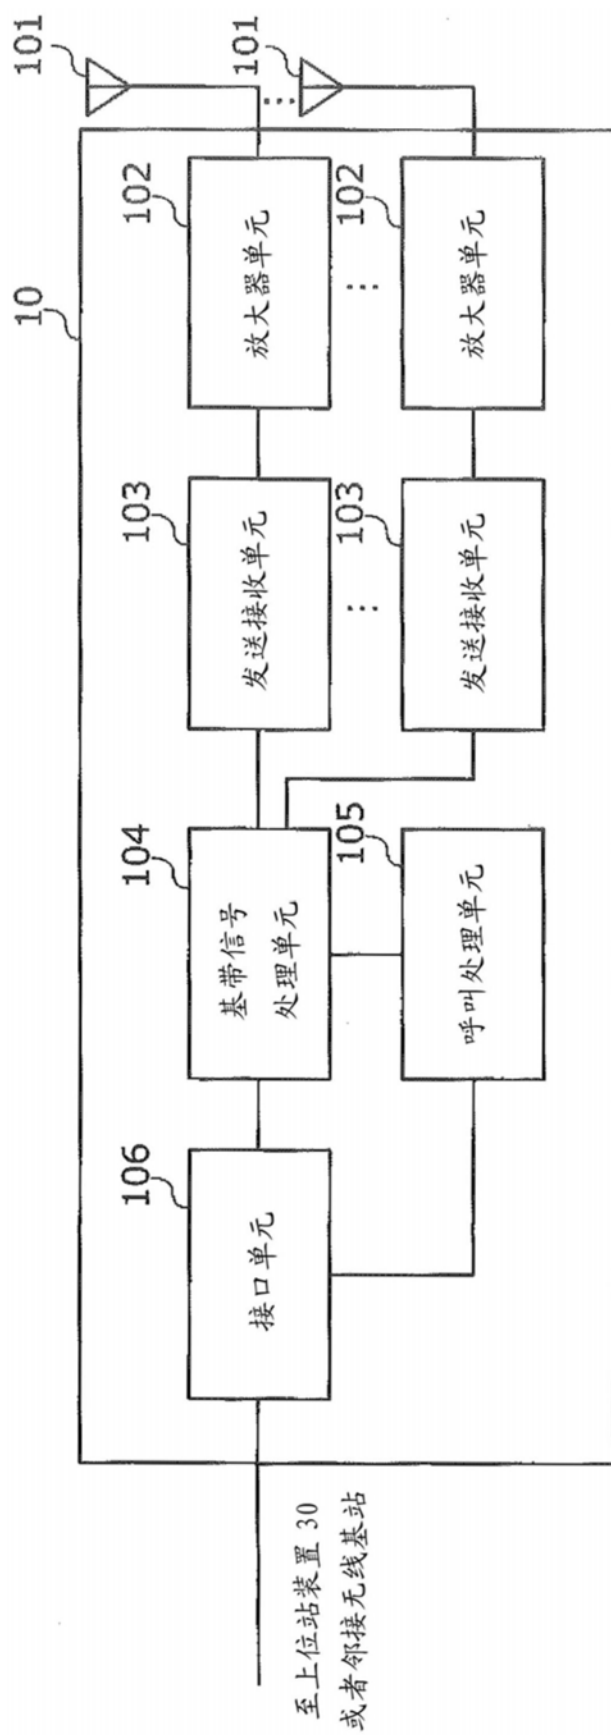 10
101
101
102
放大器单元
102
放大器单元
103
发送接收单元
103
发送接收单元
104
基带信号
处理单元
105
呼叫处理单元
106
接口单元
至上位站装置 30
或者邻接无线基站